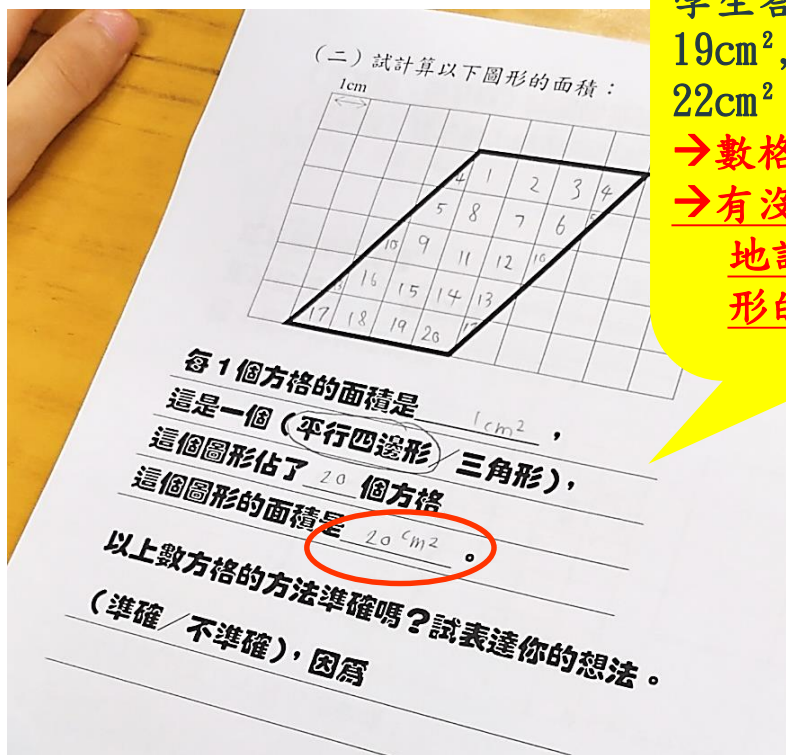 學生答
19cm²,
22cm²
→數格
→有沒
地
形的
(二) 試計算以下圖形的面積：
1cm
4 1 2 3 4
5 8 7 6 5
10 9 11 12 10
16 15 14 13
17 18 19 20
每1個方格的面積是 1cm²，
這是一個（平行四邊形／三角形），
這個圖形佔了 20 個方格
這個圖形的面積是 20cm²。
以上數方格的方法準確嗎？試表達你的想法。
（準確／不準確），因為